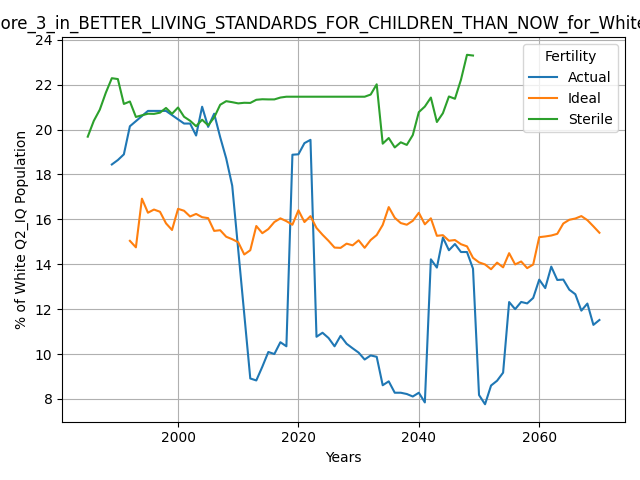 ore_3_in_BETTER_LIVING_STANDARDS_FOR_CHILDREN_THAN_NOW_for_White
24
22
20
18
16
14
12
10
8
% of White Q2_IQ Population
Fertility
Actual
Ideal
Sterile
2000
2020
2040
2060
Years